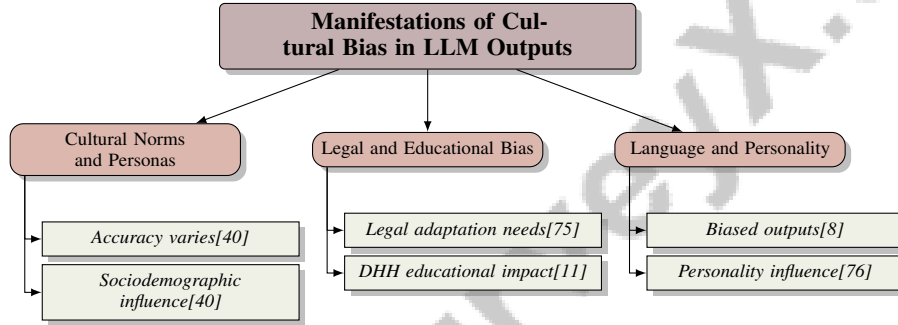 Manifestations of Cul-
tural Bias in LLM Outputs
Cultural Norms
and Personas
Legal and Educational Bias
Language and Personality
Accuracy varies[40]
Sociodemographic
influence[40]
Legal adaptation needs[75]
DHH educational impact[11]
Biased outputs[8]
Personality influence[76]